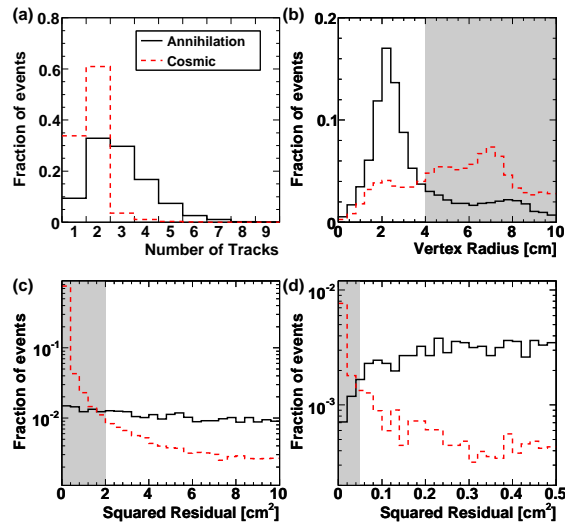 (a)
Annihilation
Cosmic
Fraction of events
0.8
0.6
0.4
0.2
0
1 2 3 4 5 6 7 8 9
Number of Tracks
(b)
Fraction of events
0.2
0.1
0
0 2 4 6 8 10
Vertex Radius [cm]
(c)
Fraction of events
10⁻¹
10⁻²
0 2 4 6 8 10
Squared Residual [cm²]
(d)
Fraction of events
10⁻²
10⁻³
0 0.1 0.2 0.3 0.4 0.5
Squared Residual [cm²]